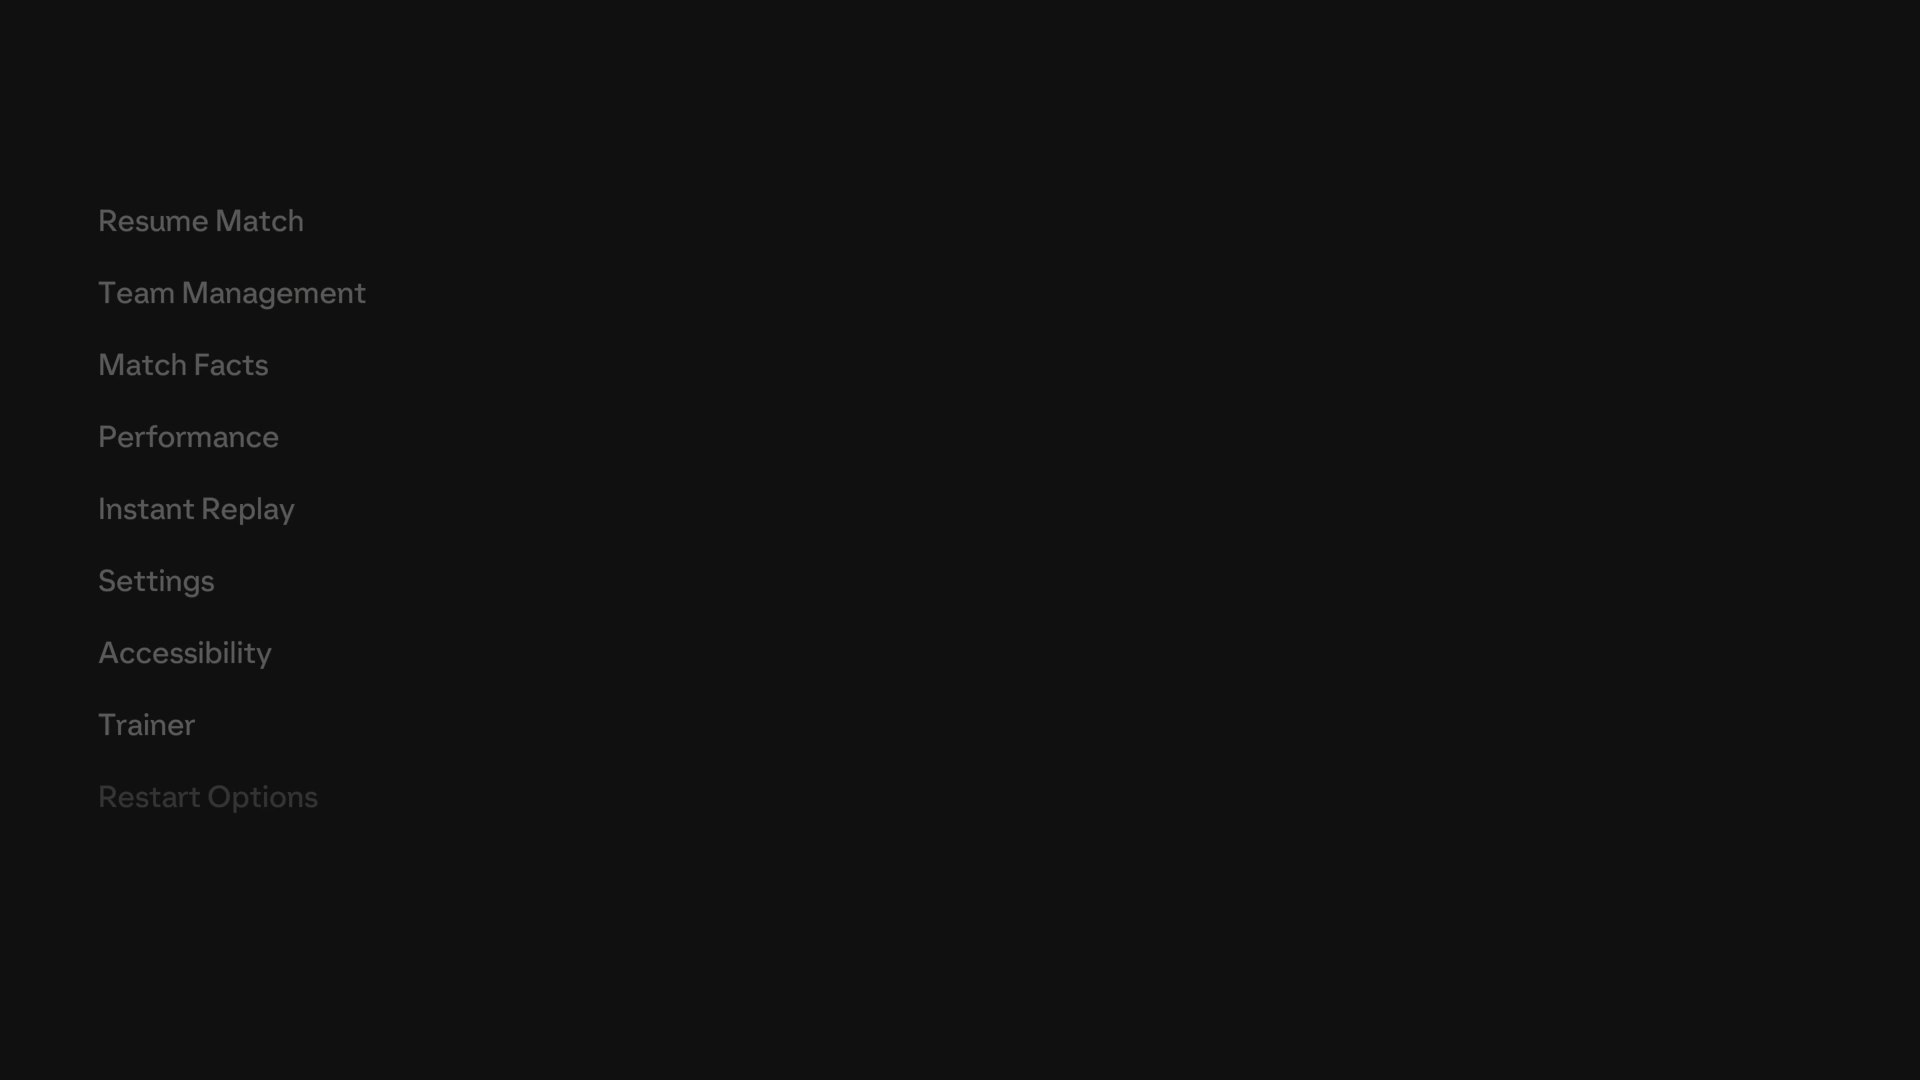 Resume Match
Team Management
Match Facts
Performance
Instant Replay
Settings
Accessibility
Trainer
Restart Options